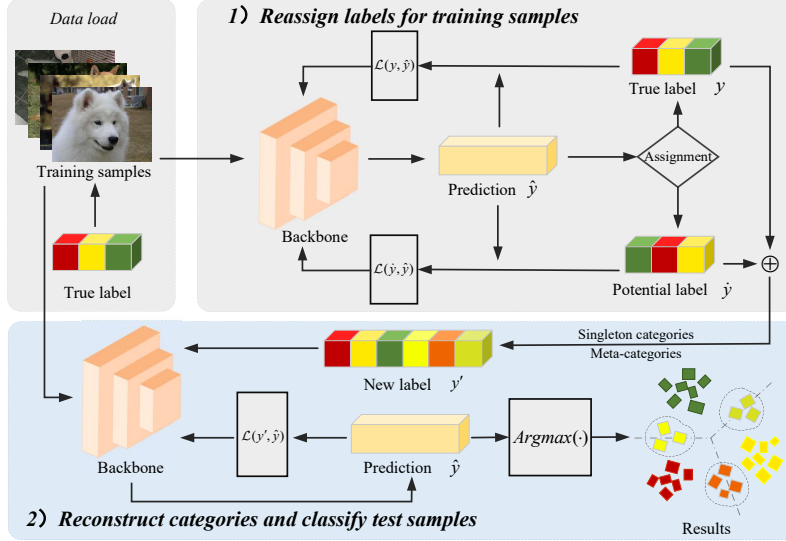 Data load
Training samples
True label
1）Reassign labels for training samples
ℒ(y, ŷ)
True label y
Assignment
Prediction ŷ
Backbone
ℒ(ẏ, ŷ)
Potential label ẏ
⊕
Singleton categories
Meta-categories
New label y′
ℒ(y′, ŷ)
Prediction ŷ
Argmax(·)
Backbone
Results
2）Reconstruct categories and classify test samples